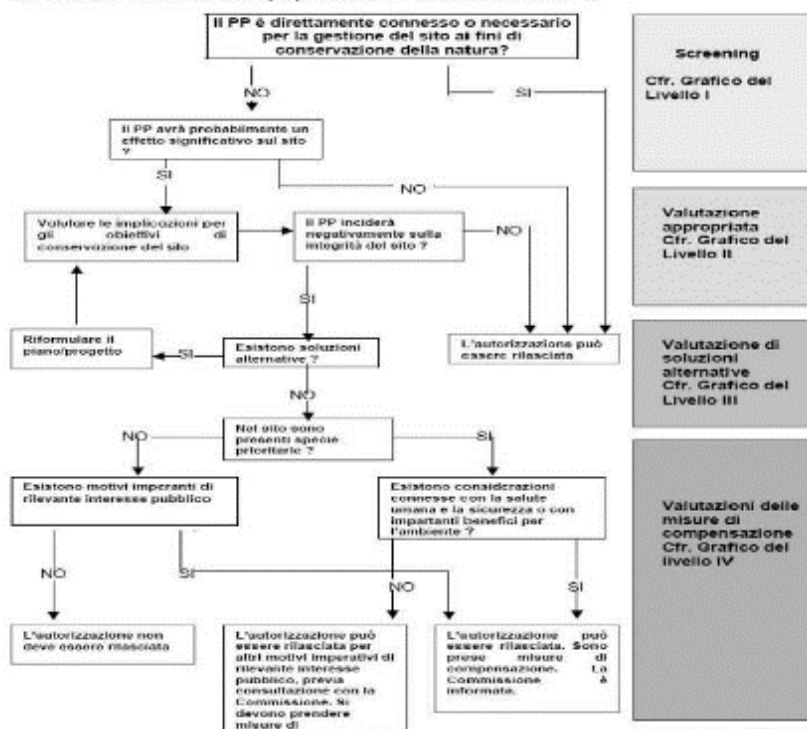 Il PP è direttamente connesso o necessario
per la gestione del sito ai fini di
conservazione della natura?
NO
SI
Il PP avrà probabilmente un
effetto significativo sul sito
?
SI
NO
Valutare le implicazioni per
gli obiettivi di
conservazione del sito
Il PP inciderà
negativamente sulla
integrità del sito ?
NO
SI
Riformulare il
piano/progetto
SI
Esistono soluzioni
alternative ?
L'autorizzazione può
essere rilasciata
NO
Nel sito sono
presenti specie
prioritarie ?
NO
SI
Esistono motivi imperanti di
rilevante interesse pubblico
Esistono considerazioni
connesse con la salute
umana e la sicurezza o con
importanti benefici per
l'ambiente ?
NO
SI
NO
SI
L'autorizzazione non
deve essere rilasciata
L'autorizzazione può
essere rilasciata per
altri motivi imperativi di
rilevante interesse
pubblico, previa
consultazione con la
Commissione. Si
devono prendere
misure di
L'autorizzazione può
essere rilasciata. Sono
prese misure di
compensazione. La
Commissione è
informata.
Screening
Cfr. Grafico del
Livello I
Valutazione
appropriata
Cfr. Grafico del
Livello II
Valutazione di
soluzioni
alternative
Cfr. Grafico del
Livello III
Valutazioni delle
misure di
compensazione
Cfr. Grafico del
livello IV